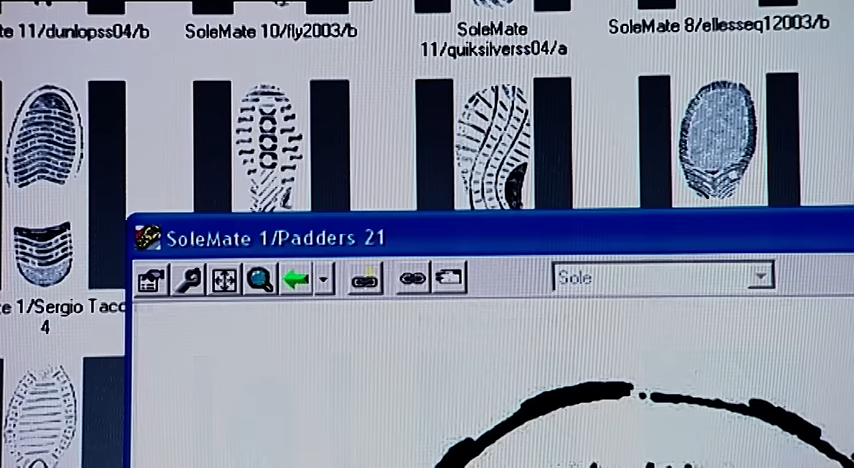 te 11/dunlopss04/b
SoleMate 10/fly2003/b
SoleMate
11/quiksilverss04/a
SoleMate 8/ellesseq12003/b
SoleMate 1/Padders 21
Sole
e 1/Sergio Tacc
4